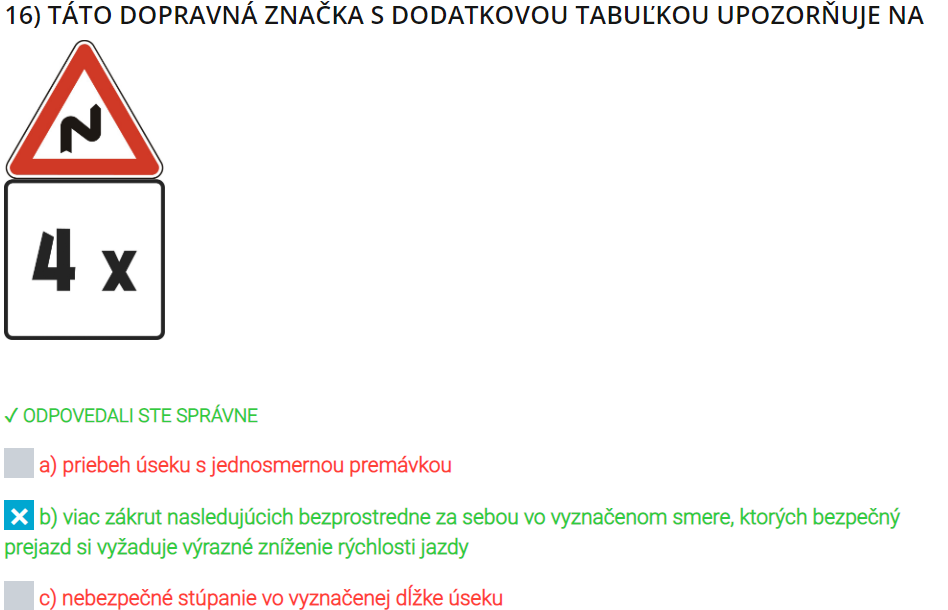 16) TÁTO DOPRAVNÁ ZNAČKA S DODATKOVOU TABUĽKOU UPOZORŇUJE NA
4 x
✓ ODPOVEDALI STE SPRÁVNE
a) priebeh úseku s jednosmernou premávkou
b) viac zákrut nasledujúcich bezprostredne za sebou vo vyznačenom smere, ktorých bezpečný
prejazd si vyžaduje výrazné zníženie rýchlosti jazdy
c) nebezpečné stúpanie vo vyznačenej dĺžke úseku